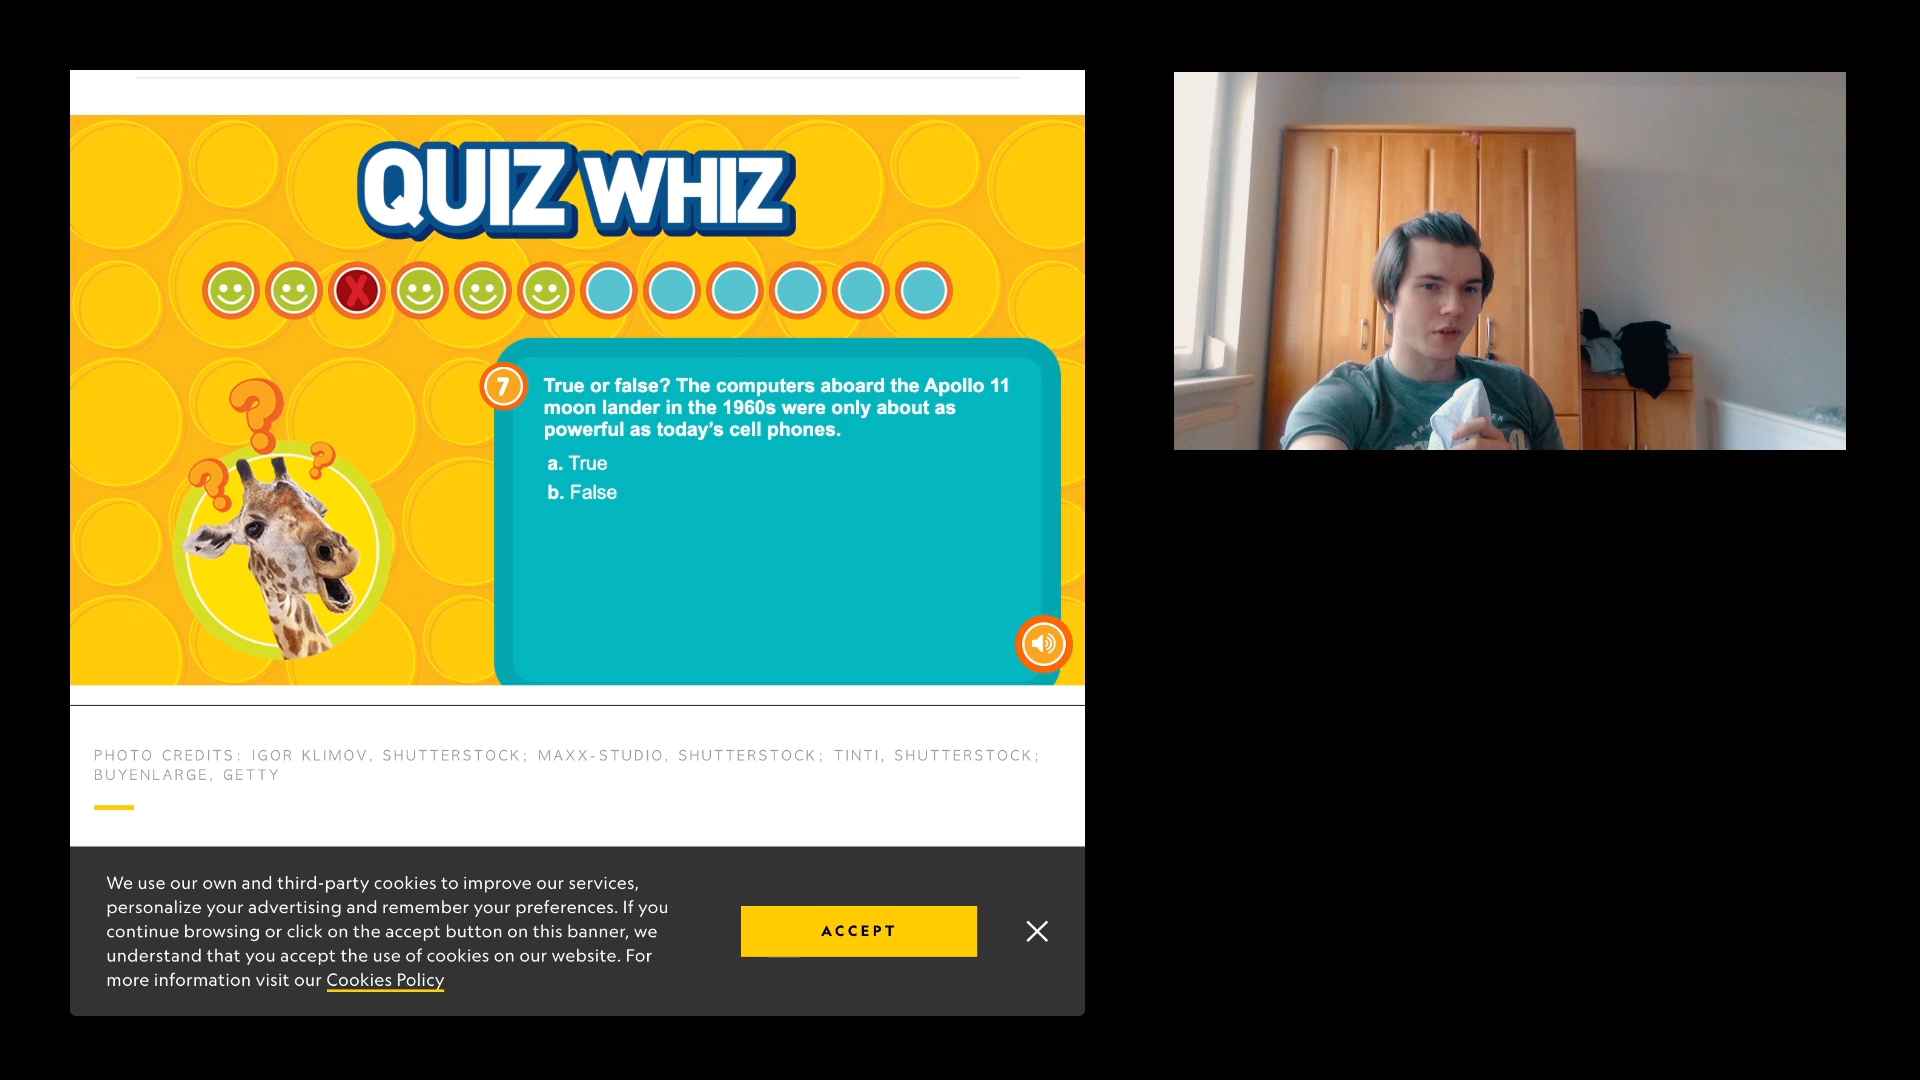 QUIZ WHIZ
7
True or false? The computers aboard the Apollo 11
moon lander in the 1960s were only about as
powerful as today’s cell phones.
a. True
b. False
PHOTO CREDITS: IGOR KLIMOV, SHUTTERSTOCK; MAXX-STUDIO, SHUTTERSTOCK; TINTI, SHUTTERSTOCK;
BUYENLARGE, GETTY
We use our own and third-party cookies to improve our services,
personalize your advertising and remember your preferences. If you
continue browsing or click on the accept button on this banner, we
understand that you accept the use of cookies on our website. For
more information visit our Cookies Policy
ACCEPT